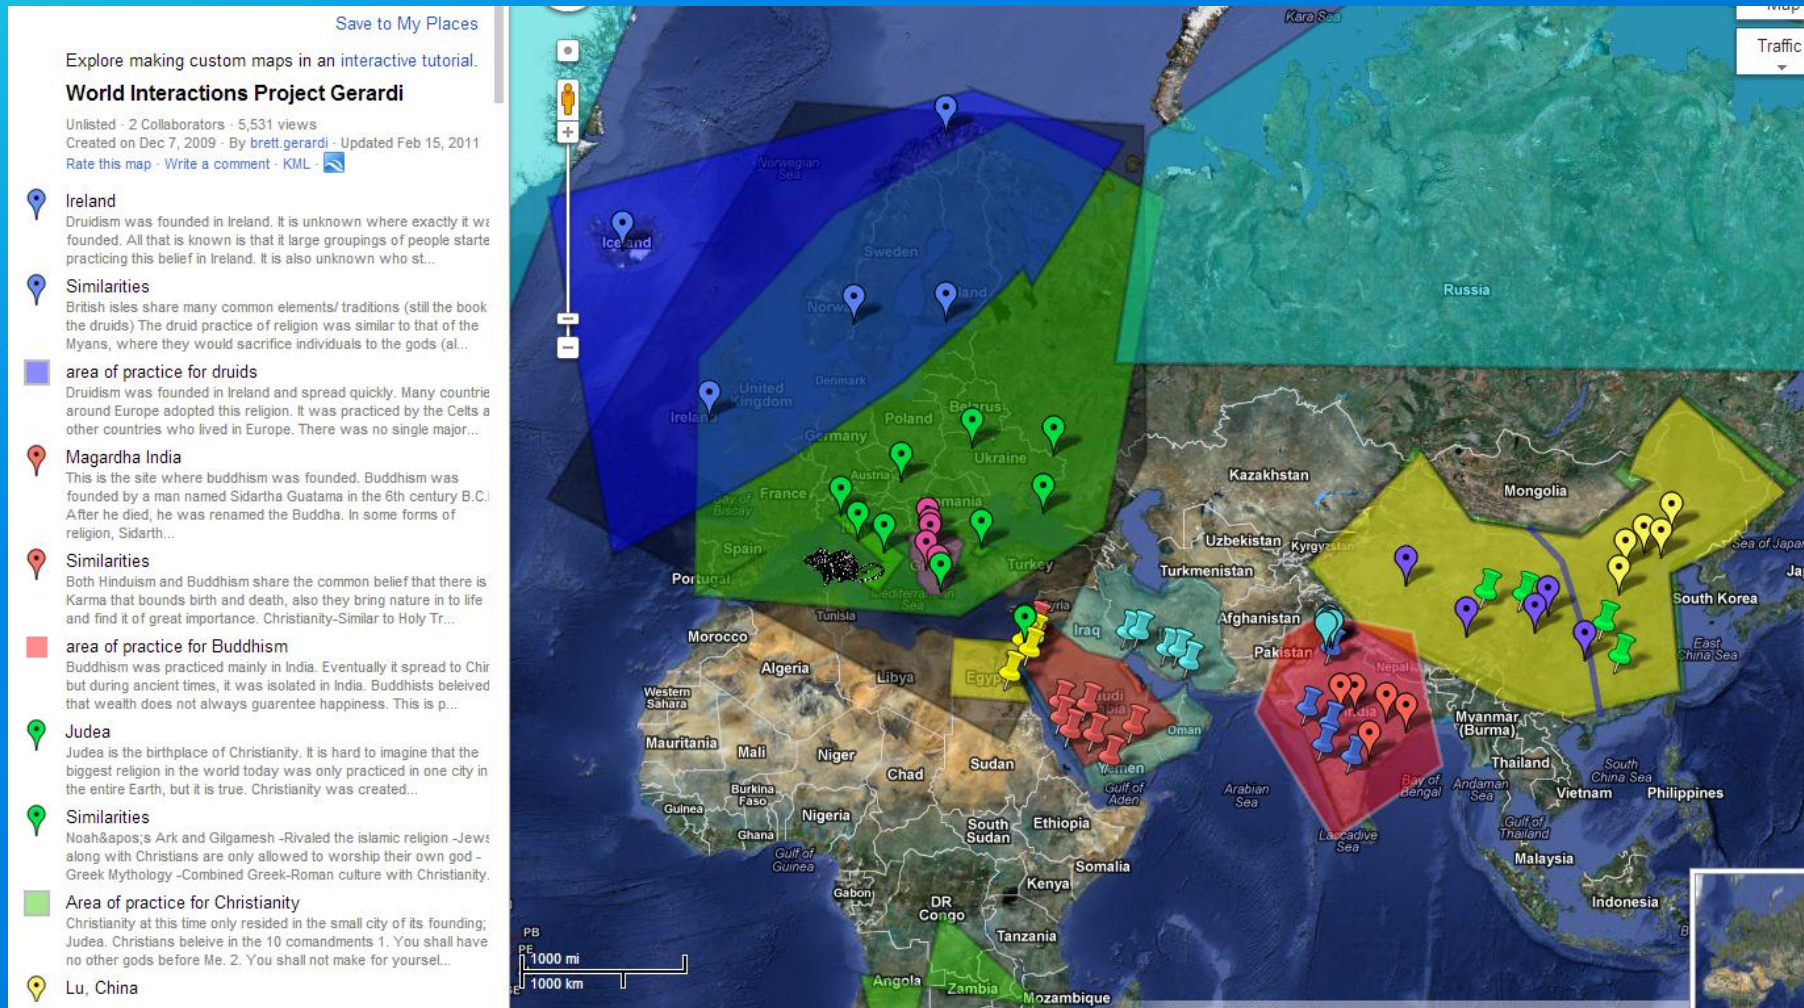 Save to My Places
Explore making custom maps in an interactive tutorial.
World Interactions Project Gerardi
Unlisted · 2 Collaborators · 5,531 views
Created on Dec 7, 2009 · By brett.gerardi · Updated Feb 15, 2011
Rate this map · Write a comment · KML ·
Ireland
Druidism was founded in Ireland. It is unknown where exactly it wa
founded. All that is known is that it large groupings of people starte
practicing this belief in Ireland. It is also unknown who st...
Similarities
British isles share many common elements/ traditions (still the book
the druids) The druid practice of religion was similar to that of the
Myans, where they would sacrifice individuals to the gods (al...
area of practice for druids
Druidism was founded in Ireland and spread quickly. Many countrie
around Europe adopted this religion. It was practiced by the Celts a
other countries who lived in Europe. There was no single major...
Magardha India
This is the site where buddhism was founded. Buddhism was
founded by a man named Sidartha Guatama in the 6th century B.C.
After he died, he was renamed the Buddha. In some forms of
religion, Sidarth...
Similarities
Both Hinduism and Buddhism share the common belief that there is
Karma that bounds birth and death, also they bring nature in to life
and find it of great importance. Christianity-Similar to Holy Tr...
area of practice for Buddhism
Buddhism was practiced mainly in India. Eventually it spread to Chin
but during ancient times, it was isolated in India. Buddhists beleived
that wealth does not always guarentee happiness. This is p...
Judea
Judea is the birthplace of Christianity. It is hard to imagine that the
biggest religion in the world today was only practiced in one city in
the entire Earth, but it is true. Christianity was created...
Similarities
Noah&apos;s Ark and Gilgamesh -Rivaled the islamic religion -Jews
along with Christians are only allowed to worship their own god -
Greek Mythology -Combined Greek-Roman culture with Christianity.
Area of practice for Christianity
Christianity at this time only resided in the small city of its founding;
Judea. Christians beleive in the 10 comandments 1. You shall have
no other gods before Me. 2. You shall not make for yoursel...
Lu, China
Kara Sea
Map
Traffic
Norwegian
Sea
Iceland
Sweden
Norw
land
Russia
Denmark
United
Kingdom
Ireland
Belarus
Poland
Germany
Ukraine
Austria
France
Bay of
Biscay
mania
Kazakhstan
Mongolia
Spain
Portugal
Turkey
Uzbekistan
Kyrgyzstan
Turkmenistan
Sea of Japan
Ja
Mediterranean
Sea
Tunisia
yria
Iraq
Afghanistan
South Korea
Morocco
Algeria
Libya
Egyp
Pakistan
Nepal
East
China Sea
Western
Sahara
audi
bia
India
Oman
Myanmar
(Burma)
Mauritania
Mali
Niger
Chad
Sudan
Yemen
Gulf of
Aden
Arabian
Sea
Bay of
Bengal
Andaman
Sea
Thailand
South
China Sea
Vietnam
Philippines
Burkina
Faso
Guinea
Nigeria
Ghana
South
Sudan
Ethiopia
Laccadive
Sea
Gulf of
Thailand
Gulf of
Guinea
Somalia
Malaysia
Kenya
Gabon
DR
Congo
Indonesia
Tanzania
PB
PE
1000 mi
1000 km
Angola
Zambia
Mozambique